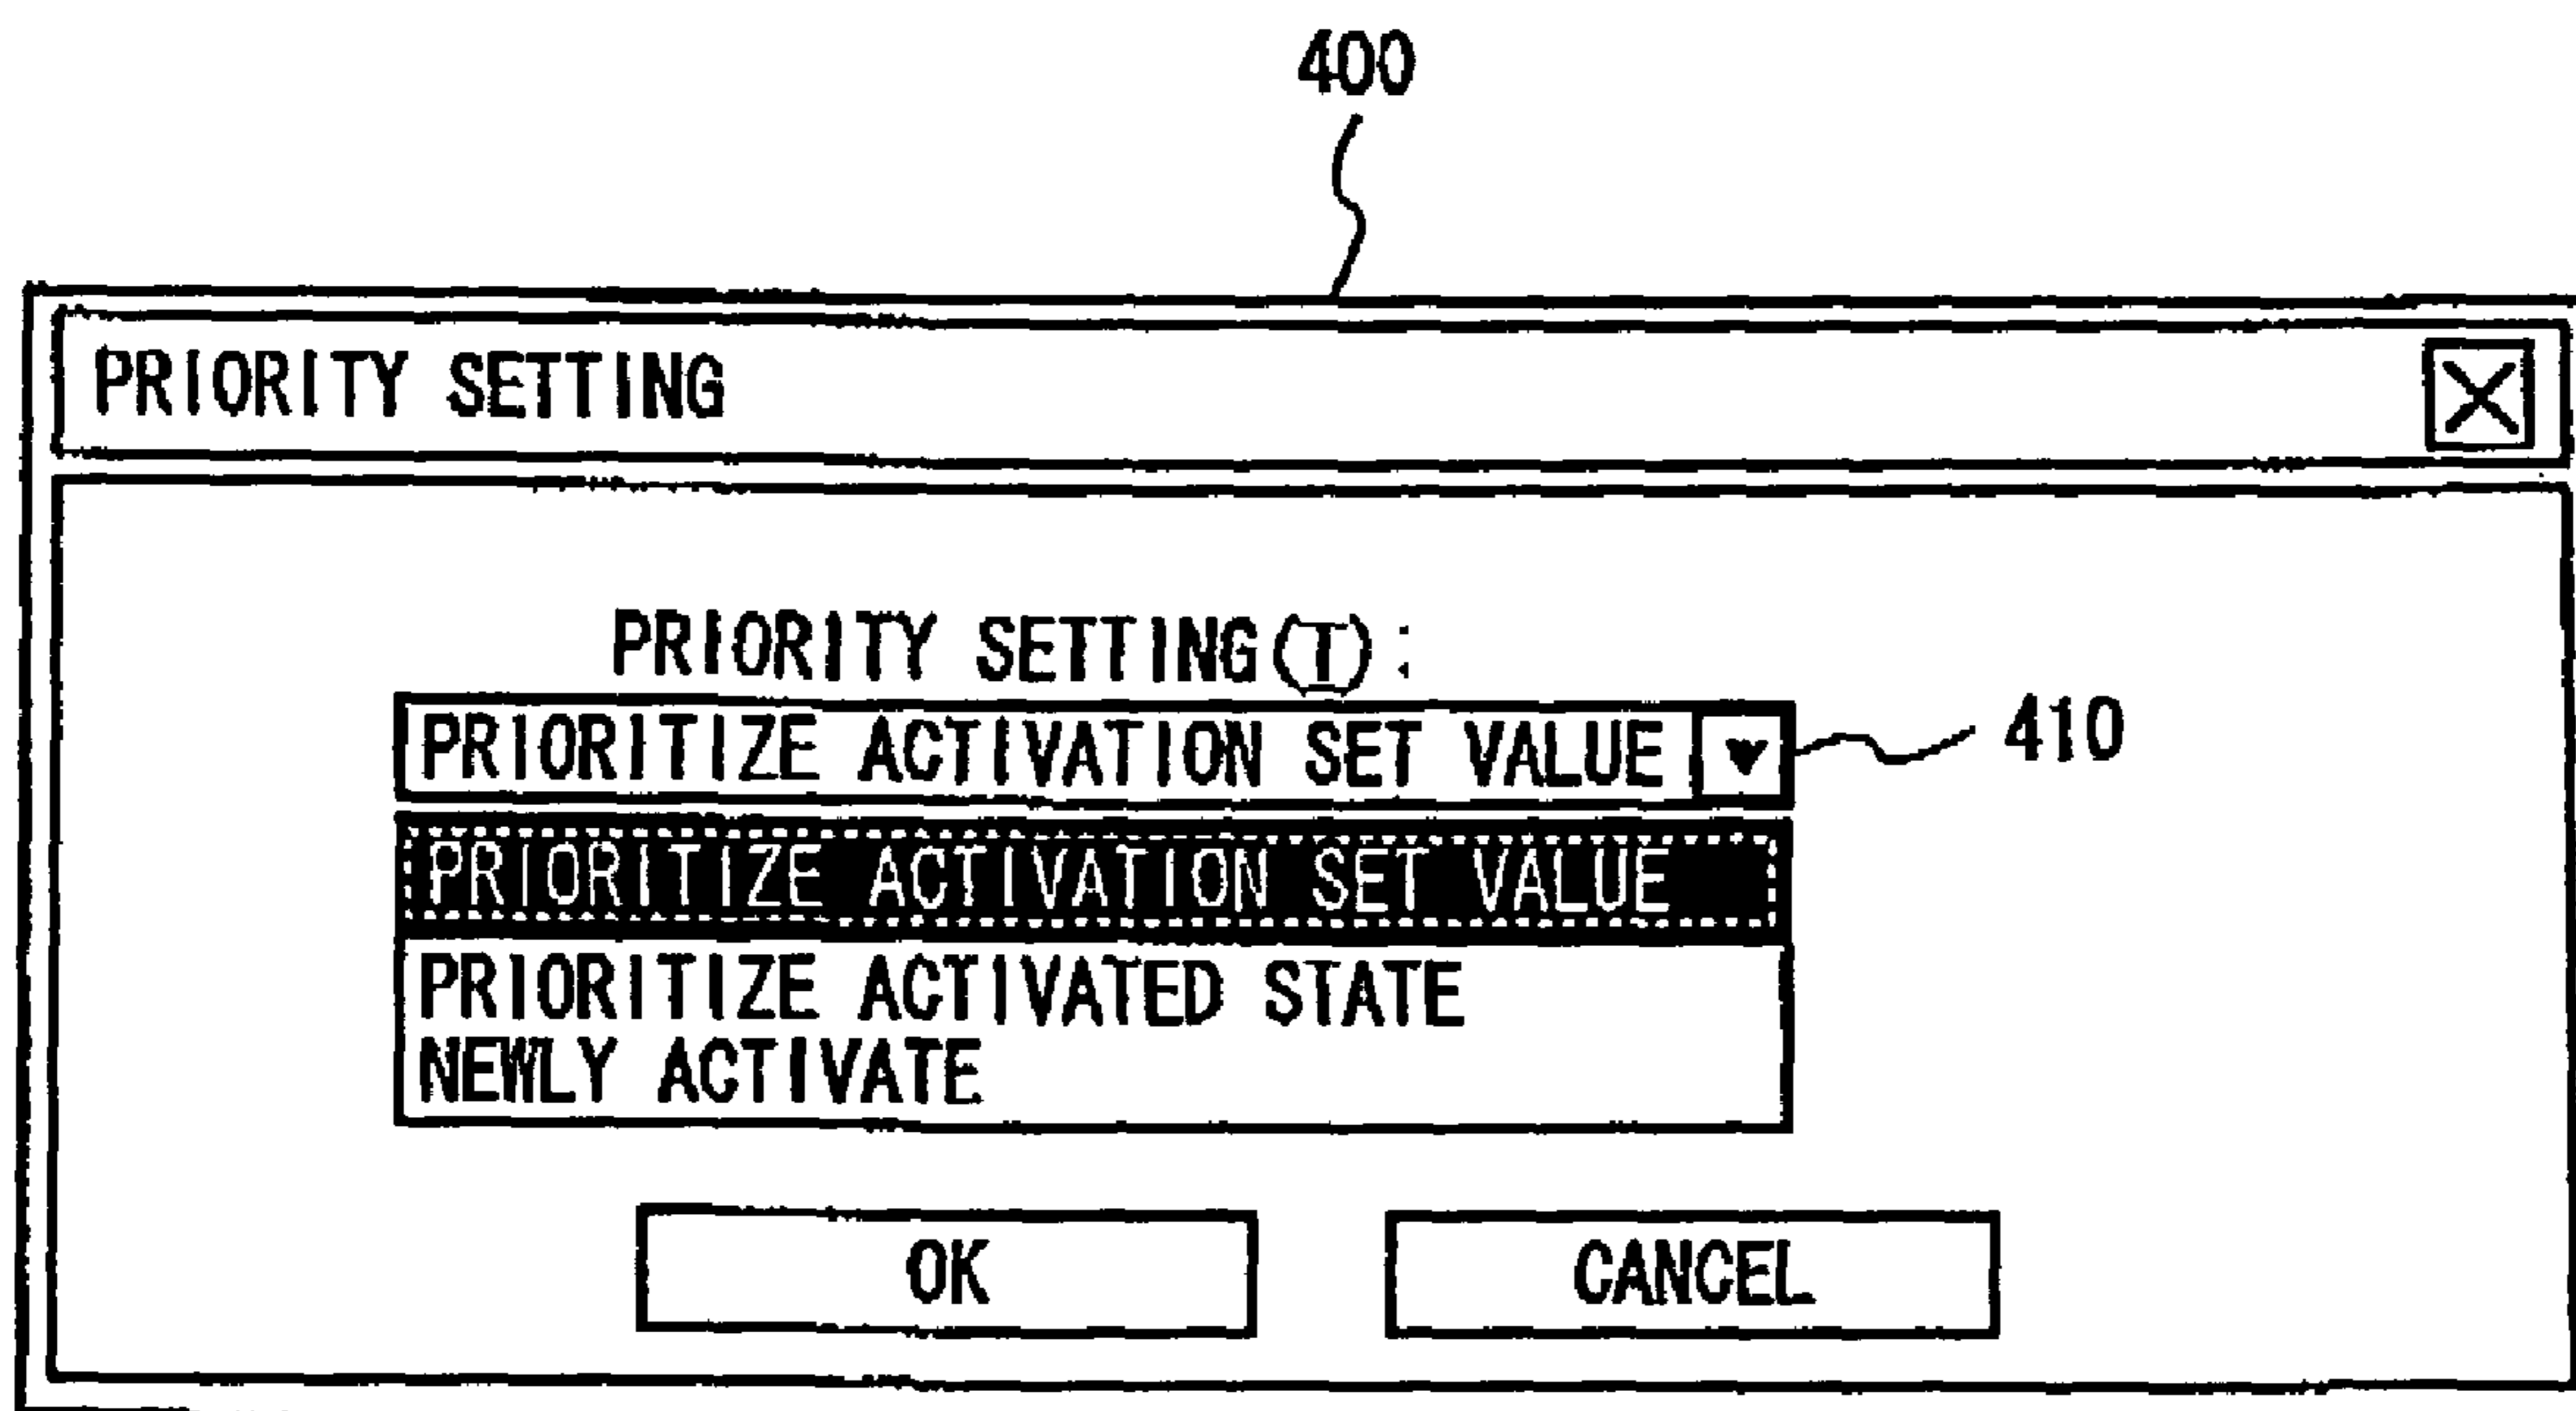 400
PRIORITY SETTING
PRIORITY SETTING(T):
PRIORITIZE ACTIVATION SET VALUE
410
PRIORITIZE ACTIVATION SET VALUE
PRIORITIZE ACTIVATED STATE
NEWLY ACTIVATE
OK
CANCEL